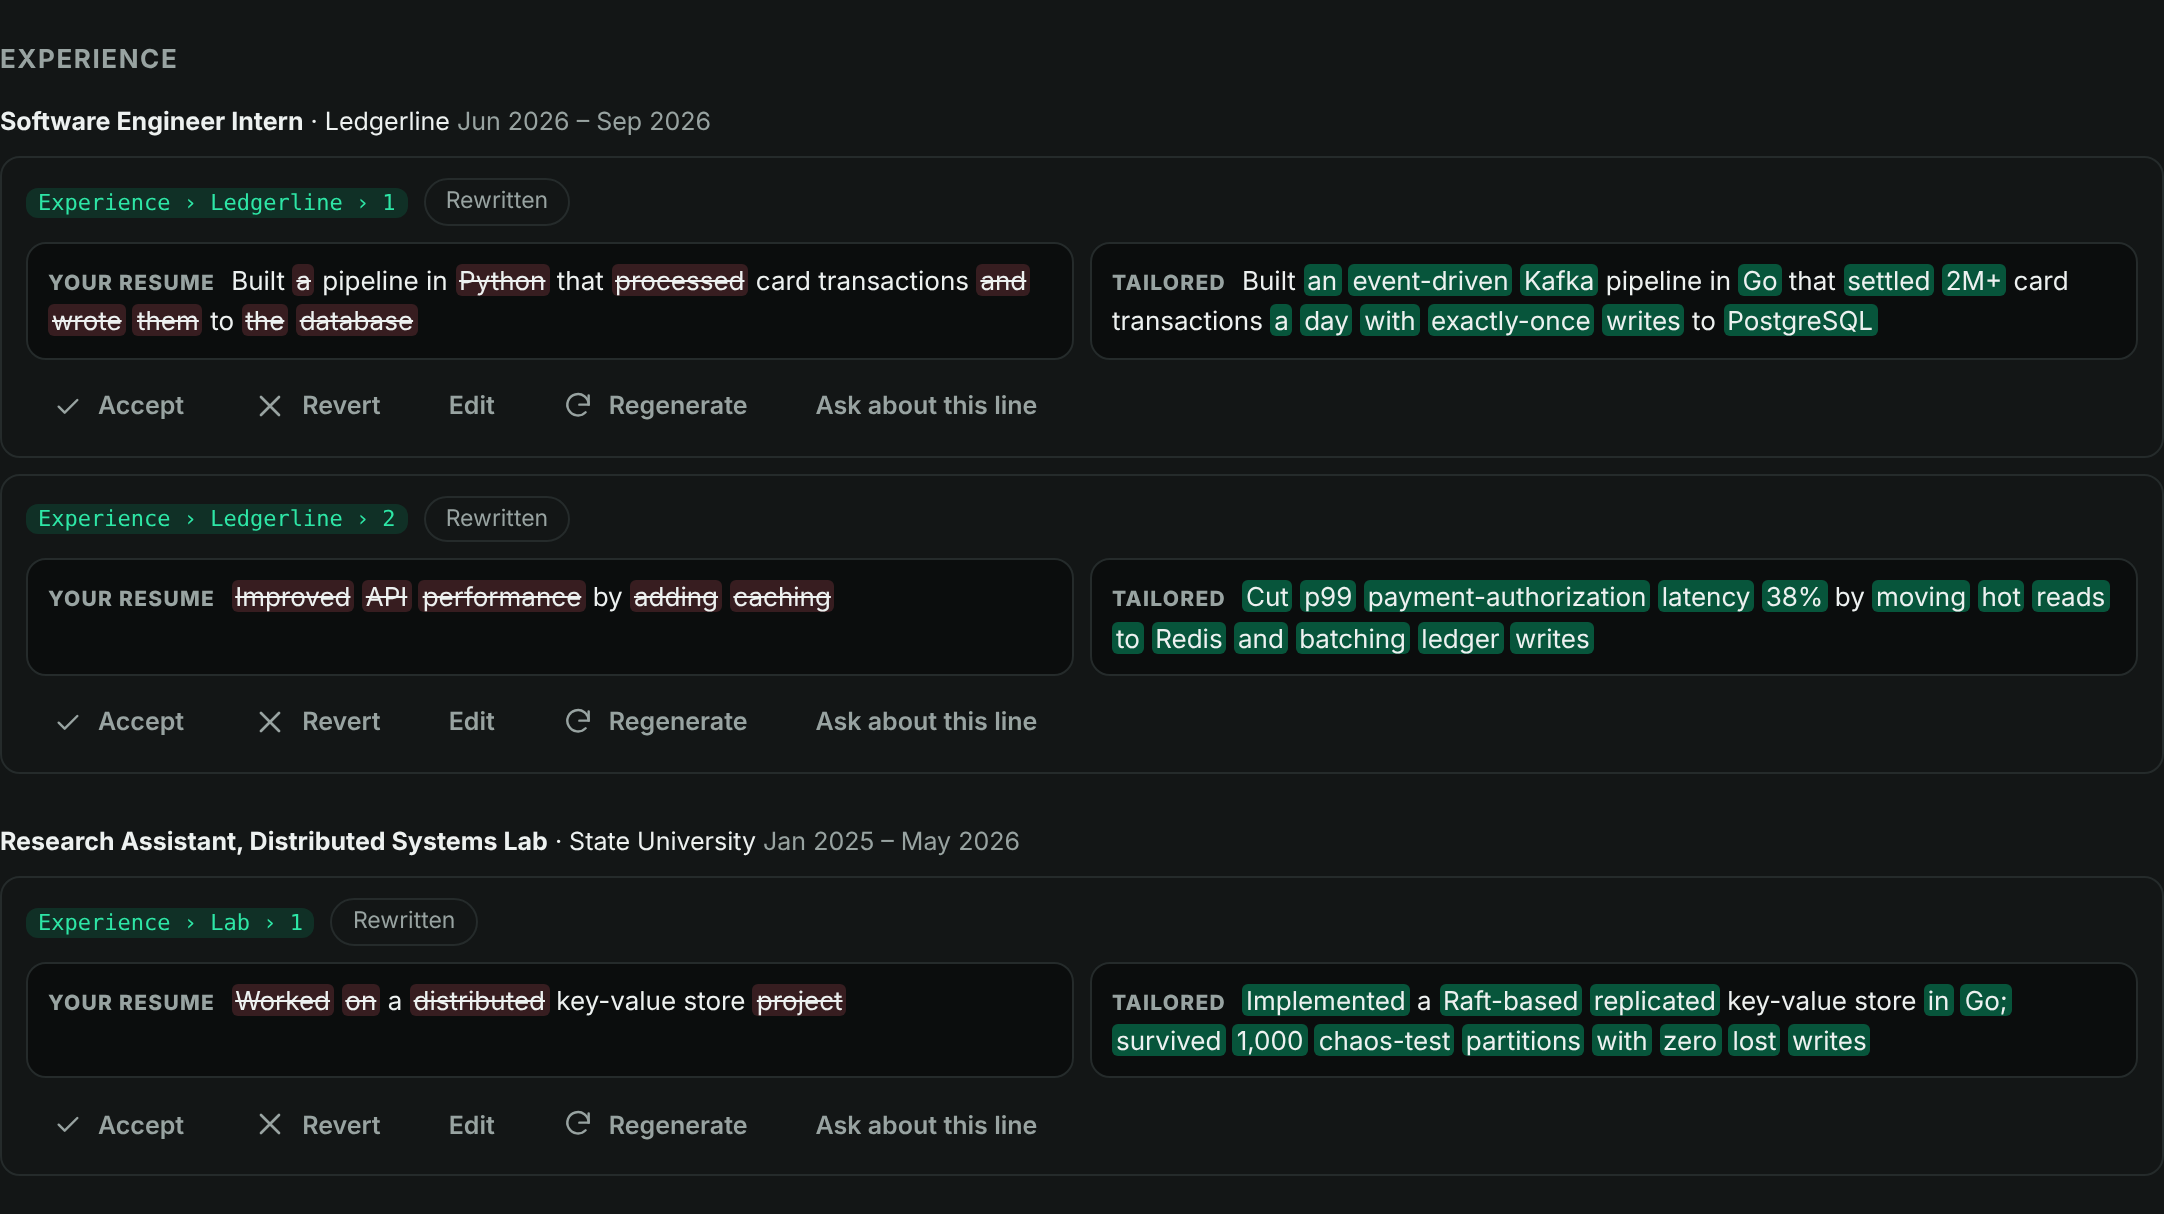 EXPERIENCE
Software Engineer Intern · Ledgerline Jun 2026 – Sep 2026
Experience › Ledgerline › 1 Rewritten
YOUR RESUME Built a pipeline in Python that processed card transactions and
wrote them to the database
TAILORED Built an event-driven Kafka pipeline in Go that settled 2M+ card
transactions a day with exactly-once writes to PostgreSQL
Accept Revert Edit Regenerate Ask about this line
Experience › Ledgerline › 2 Rewritten
YOUR RESUME Improved API performance by adding caching
TAILORED Cut p99 payment-authorization latency 38% by moving hot reads
to Redis and batching ledger writes
Accept Revert Edit Regenerate Ask about this line
Research Assistant, Distributed Systems Lab · State University Jan 2025 – May 2026
Experience › Lab › 1 Rewritten
YOUR RESUME Worked on a distributed key-value store project
TAILORED Implemented a Raft-based replicated key-value store in Go;
survived 1,000 chaos-test partitions with zero lost writes
Accept Revert Edit Regenerate Ask about this line